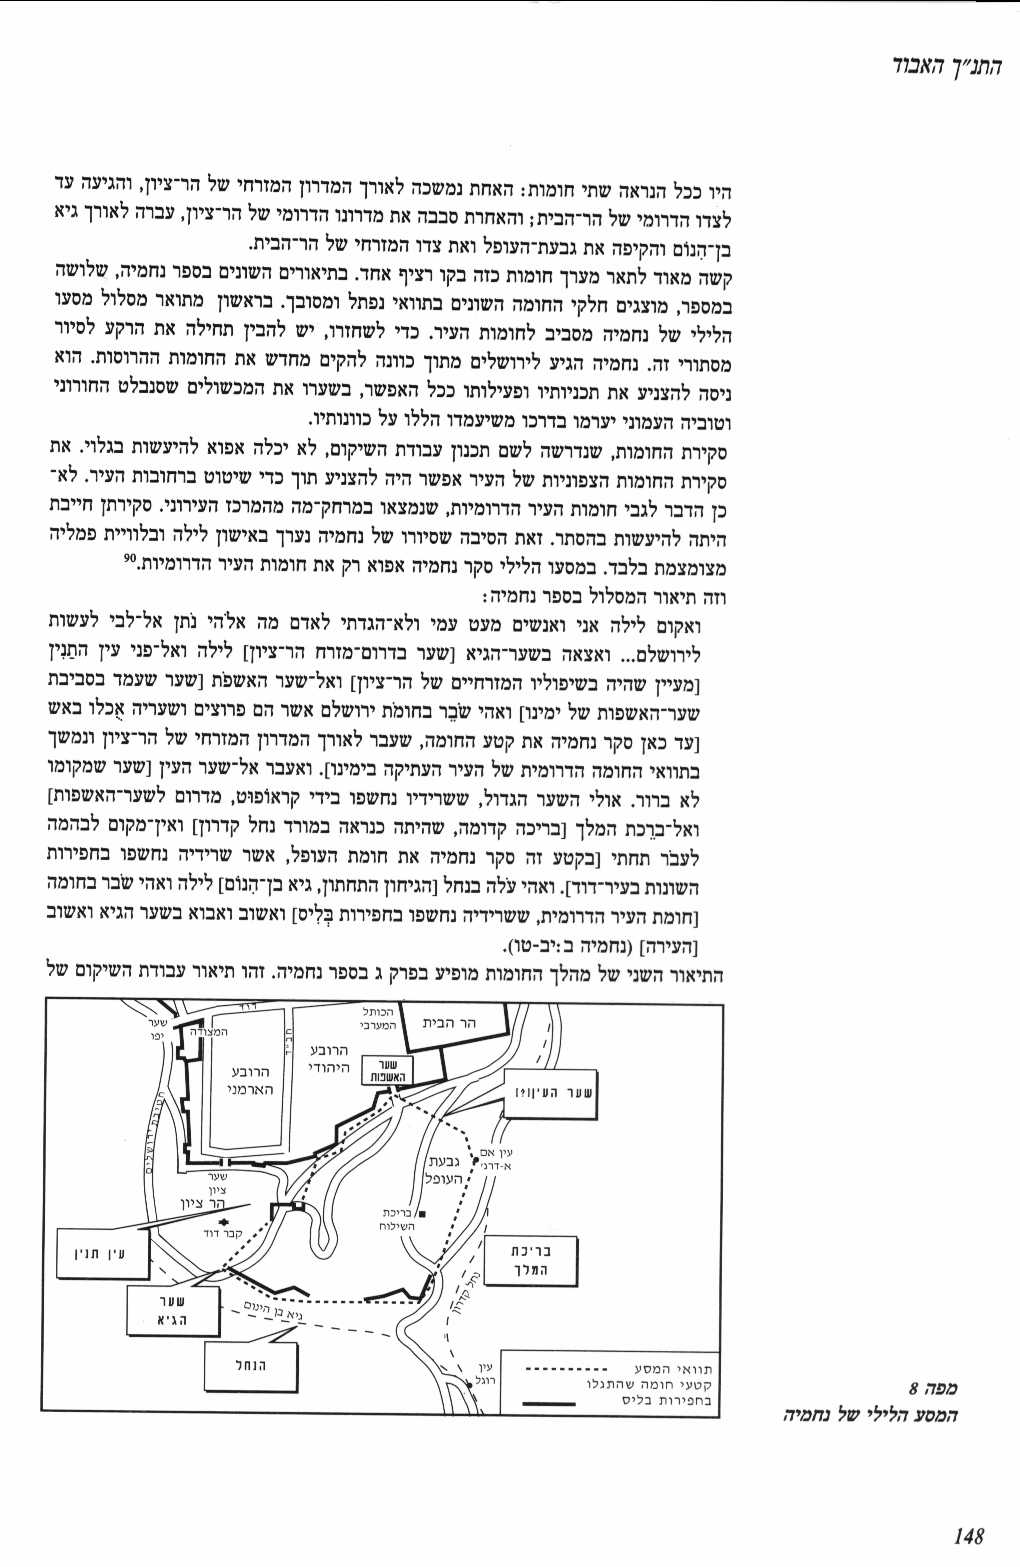 התנ״ך האבוד
היו ככל הנראה שתי חומות: האחת נמשכה לאורך המדרון המזרחי של הר־ציון, והגיעה עד
לצדו הדרומי של הר־הבית; והאחרת סבבה את מדרונו הדרומי של הר־ציון, עברה לאורך גיא
בן־הִנּוֹם והקיפה את גבעת־העופל ואת צדו המזרחי של הר־הבית.
קשה מאוד לתאר מערך חומות כזה בקו רציף אחד. בתיאורים השונים בספר נחמיה, שלושה
במספר, מוצגים חלקי החומה השונים בתוואי נפתל ומסובך. בראשון מתואר מסלול מסעו
הלילי של נחמיה מסביב לחומות העיר. כדי לשחזרו, יש להבין תחילה את הרקע לסיור
מסתורי זה. נחמיה הגיע לירושלים מתוך כוונה להקים מחדש את החומות ההרוסות. הוא
ניסה להצניע את תכניותיו ופעילותו ככל האפשר, בשערו את המכשולים שסנבלט החורוני
וטוביה העמוני יערמו בדרכו משיעמדו הללו על כוונותיו.
סקירת החומות, שנדרשה לשם תכנון עבודת השיקום, לא יכלה אפוא להיעשות בגלוי. את
סקירת החומות הצפוניות של העיר אפשר היה להצניע תוך כדי שיטוט ברחובות העיר. לא־
כן הדבר לגבי חומות העיר הדרומיות, שנמצאו במרחק־מה מהמרכז העירוני. סקירתן חייבת
היתה להיעשות בהסתר. זאת הסיבה שסיורו של נחמיה נערך באישון לילה ובלוויית פמליה
מצומצמת בלבד. במסעו הלילי סקר נחמיה אפוא רק את חומות העיר הדרומיות.90
וזה תיאור המסלול בספר נחמיה:
ואקום לילה אני ואנשים מעט עמי ולא־הגדתי לאדם מה אלֹהי נֹתן אל־לבי לעשות
לירושלם... ואצאה בשער־הגיא [שער בדרום־מזרח הר־ציון] לילה ואל־פני עין התַנִין
[מעיין שהיה בשיפוליו המזרחיים של הר־ציון] ואל־שער האשפֹת [שער שעמד בסביבת
שער־האשפות של ימינו] ואהי שֹבֵר בחומֹת ירושלם אשר הם פרוצים ושעריה אֻכלו באש
[עד כאן סקר נחמיה את קטע החומה, שעבר לאורך המדרון המזרחי של הר־ציון ונמשך
בתוואי החומה הדרומית של העיר העתיקה בימינו]. ואעבר אל־שער העין [שער שמקומו
לא ברור. אולי השער הגדול, ששרידיו נחשפו בידי קראוֹפוּט, מדרום לשער־האשפות]
ואל־ברֵכת המלך [בריכה קדומה, שהיתה כנראה במורד נחל קדרון] ואין־מקום לבהמה
לעבֹר תחתי [בקטע זה סקר נחמיה את חומת העופל, אשר שרידיה נחשפו בחפירות
השונות בעיר־דוד]. ואהי עֹלה בנחל [הגיחון התחתון, גיא בן־הִנּוֹם] לילה ואהי שֹבר בחומה
[חומת העיר הדרומית, ששרידיה נחשפו בחפירות בְּלִיס] ואשוב ואבוא בשער הגיא ואשוב
[העירה] (נחמיה ב:יב-טו).
התיאור השני של מהלך החומות מופיע בפרק ג בספר נחמיה. זהו תיאור עבודת השיקום של
דוד
שער
יפו
המצודה
הכותל
המערבי
הר הבית
חב״ד
הרובע
היהודי
הרובע
הארמני
שער
האשפות
שער העין(?)
חטיבת ירושלים
עין אם
א-דרג׳
גבעת
העופל
שער
ציון
הר ציון
קבר דוד
בריכת
השילוח
עין תנין
בריכת
המלך
נחל קדרון
שער
הגיא
גיא בן הינום
הנחל
עין
רוגל
תוואי המסע
קטעי חומה שהתגלו
בחפירות בליס
מפה 8
המסע הלילי של נחמיה
148